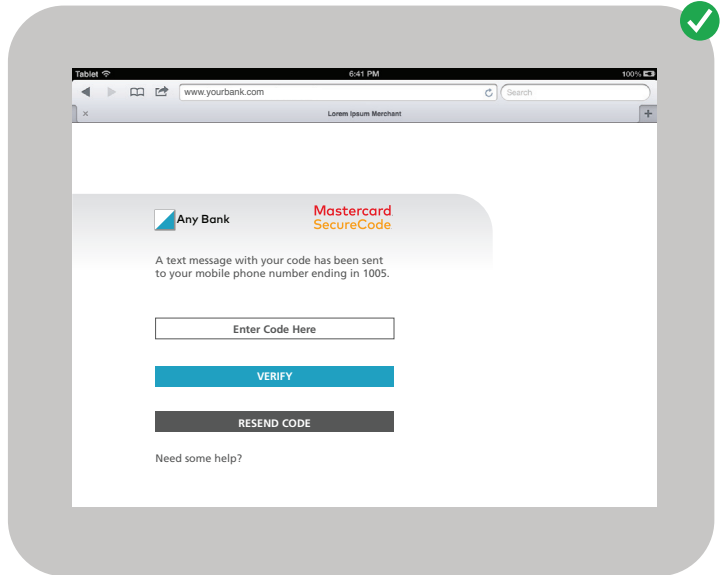 Tablet 6:41 PM 100%
www.yourbank.com Search
× Lorem Ipsum Merchant +
Any Bank
Mastercard.
SecureCode
A text message with your code has been sent
to your mobile phone number ending in 1005.
Enter Code Here
VERIFY
RESEND CODE
Need some help?